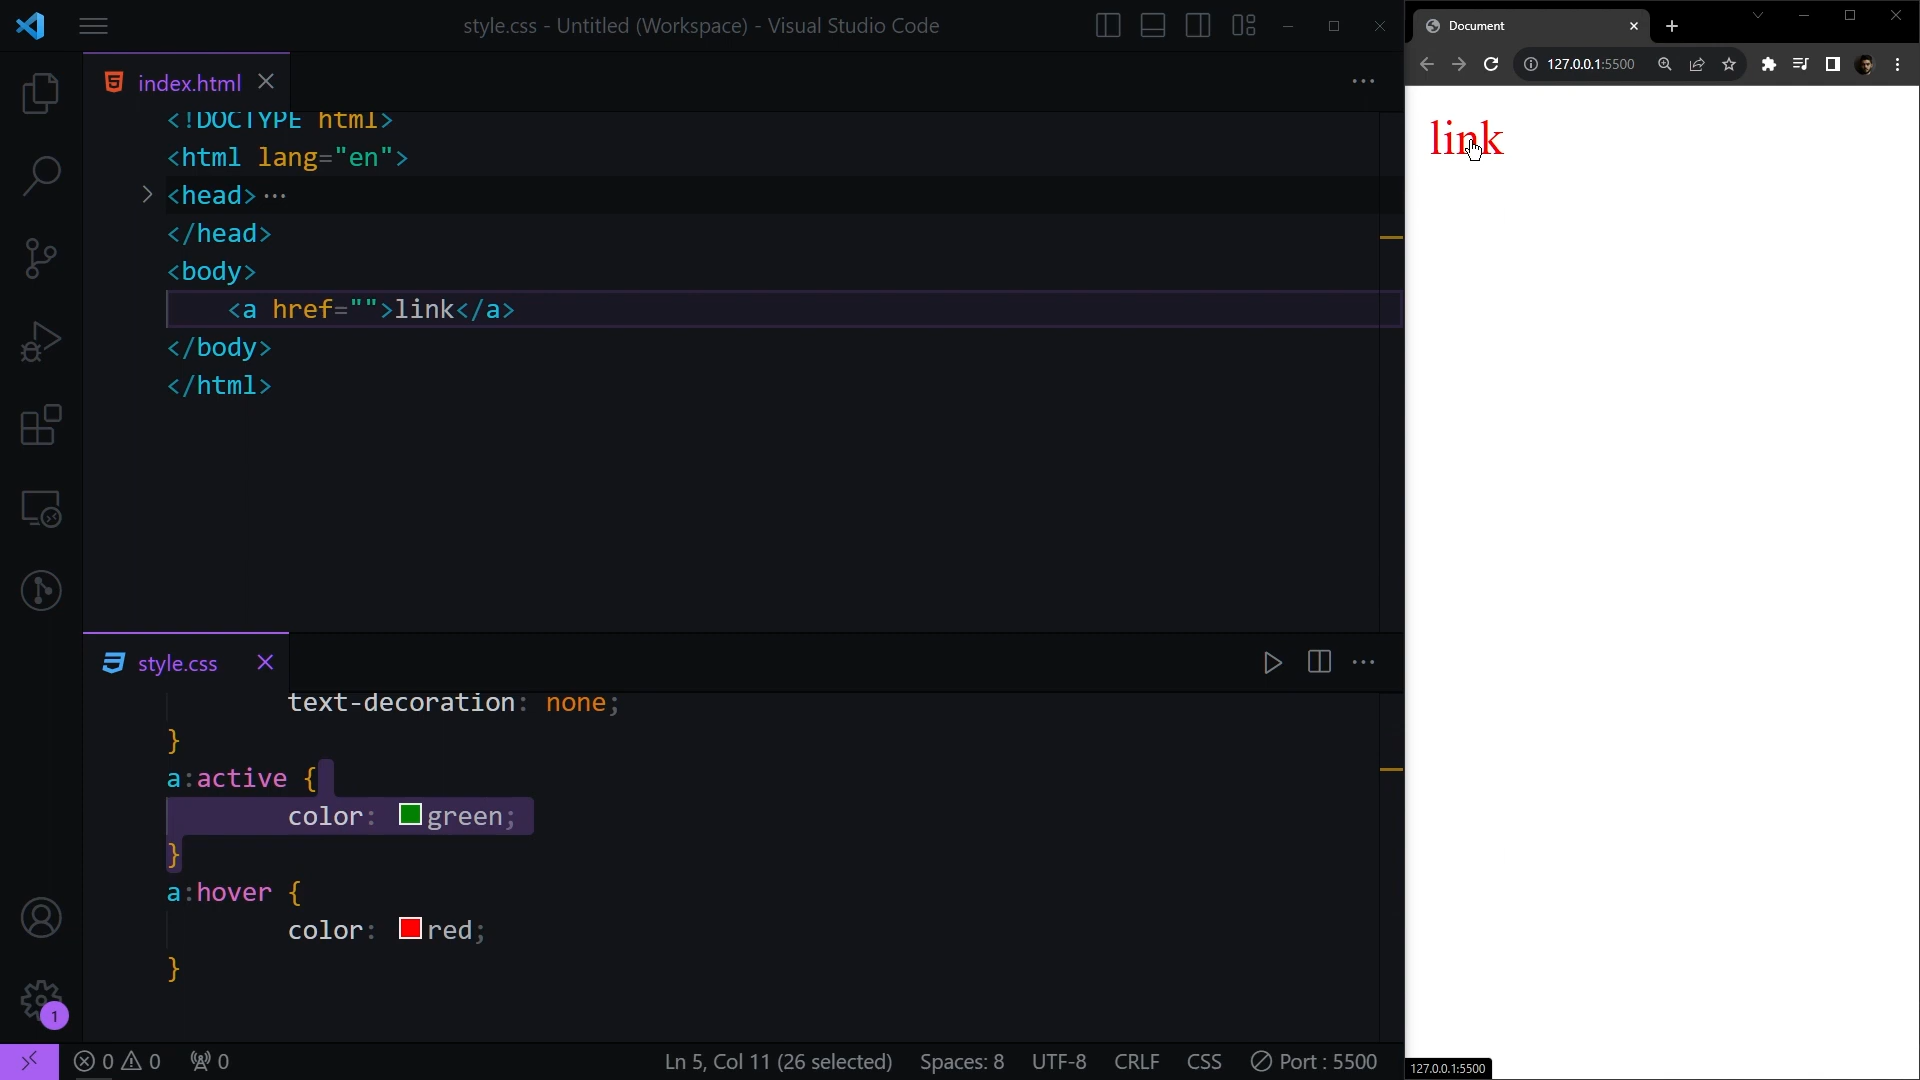 style.css - Untitled (Workspace) - Visual Studio Code
index.html
<!DOCTYPE html>
<html lang="en">
<head>…
</head>
<body>
<a href="">link</a>
</body>
</html>
style.css
text-decoration: none;
}
a:active {
color: green;
}
a:hover {
color: red;
}
1
0 0 0
Ln 5, Col 11 (26 selected) Spaces: 8 UTF-8 CRLF CSS Port : 5500
Document
127.0.0.1:5500
link
127.0.0.1:5500